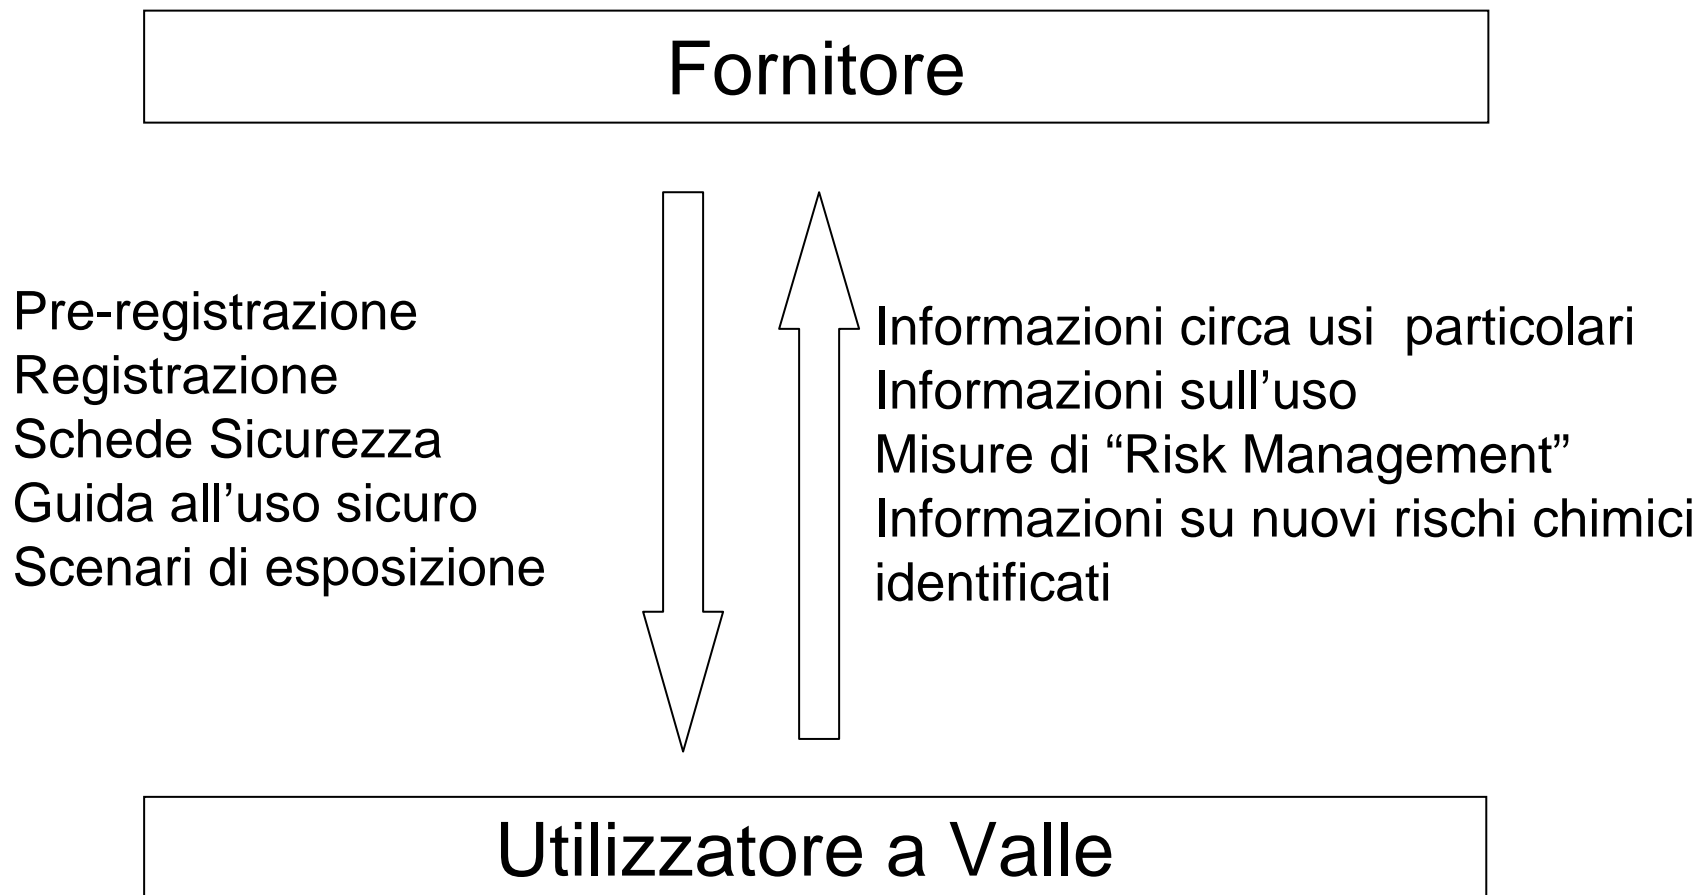 Fornitore
Pre-registrazione
Registrazione
Schede Sicurezza
Guida all’uso sicuro
Scenari di esposizione
Informazioni circa usi  particolari
Informazioni sull’uso
Misure di “Risk Management”
Informazioni su nuovi rischi chimici
identificati
Utilizzatore a Valle